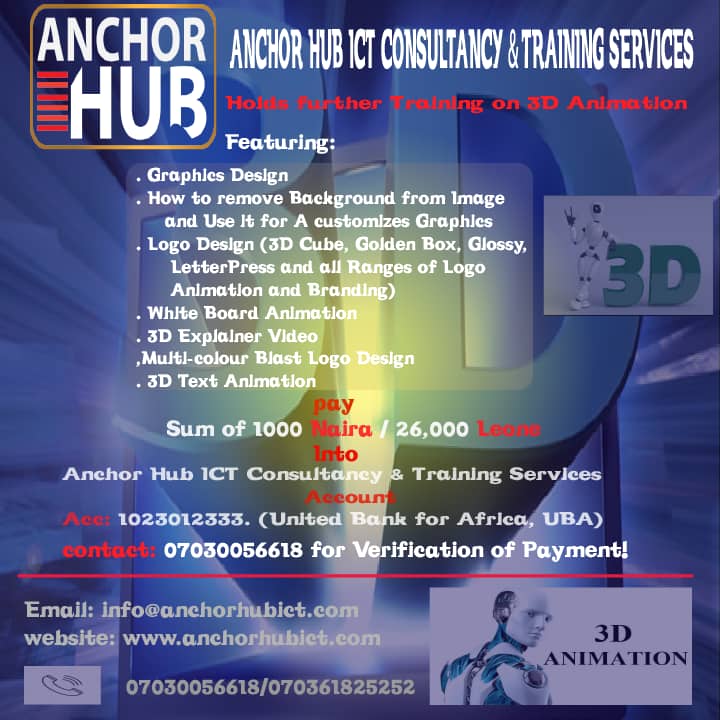 ANCHOR
HUB
ANCHOR HUB ICT CONSULTANCY & TRAINING SERVICES
Holds further Training on 3D Animation
Featuring:
. Graphics Design
. How to remove Background from Image
and Use it for A customizes Graphics
. Logo Design (3D Cube, Golden Box, Glossy,
LetterPress and all Ranges of Logo
Animation and Branding)
. White Board Animation
. 3D Explainer Video
,Multi-colour Blast Logo Design
. 3D Text Animation
3D
pay
Sum of 1000 Naira / 26,000 Leone
Into
Anchor Hub ICT Consultancy & Training Services
Account
Acc: 1023012333. (United Bank for Africa, UBA)
contact: 07030056618 for Verification of Payment!
Email: info@anchorhubict.com
website: www.anchorhubict.com
07030056618/070361825252
3D
ANIMATION